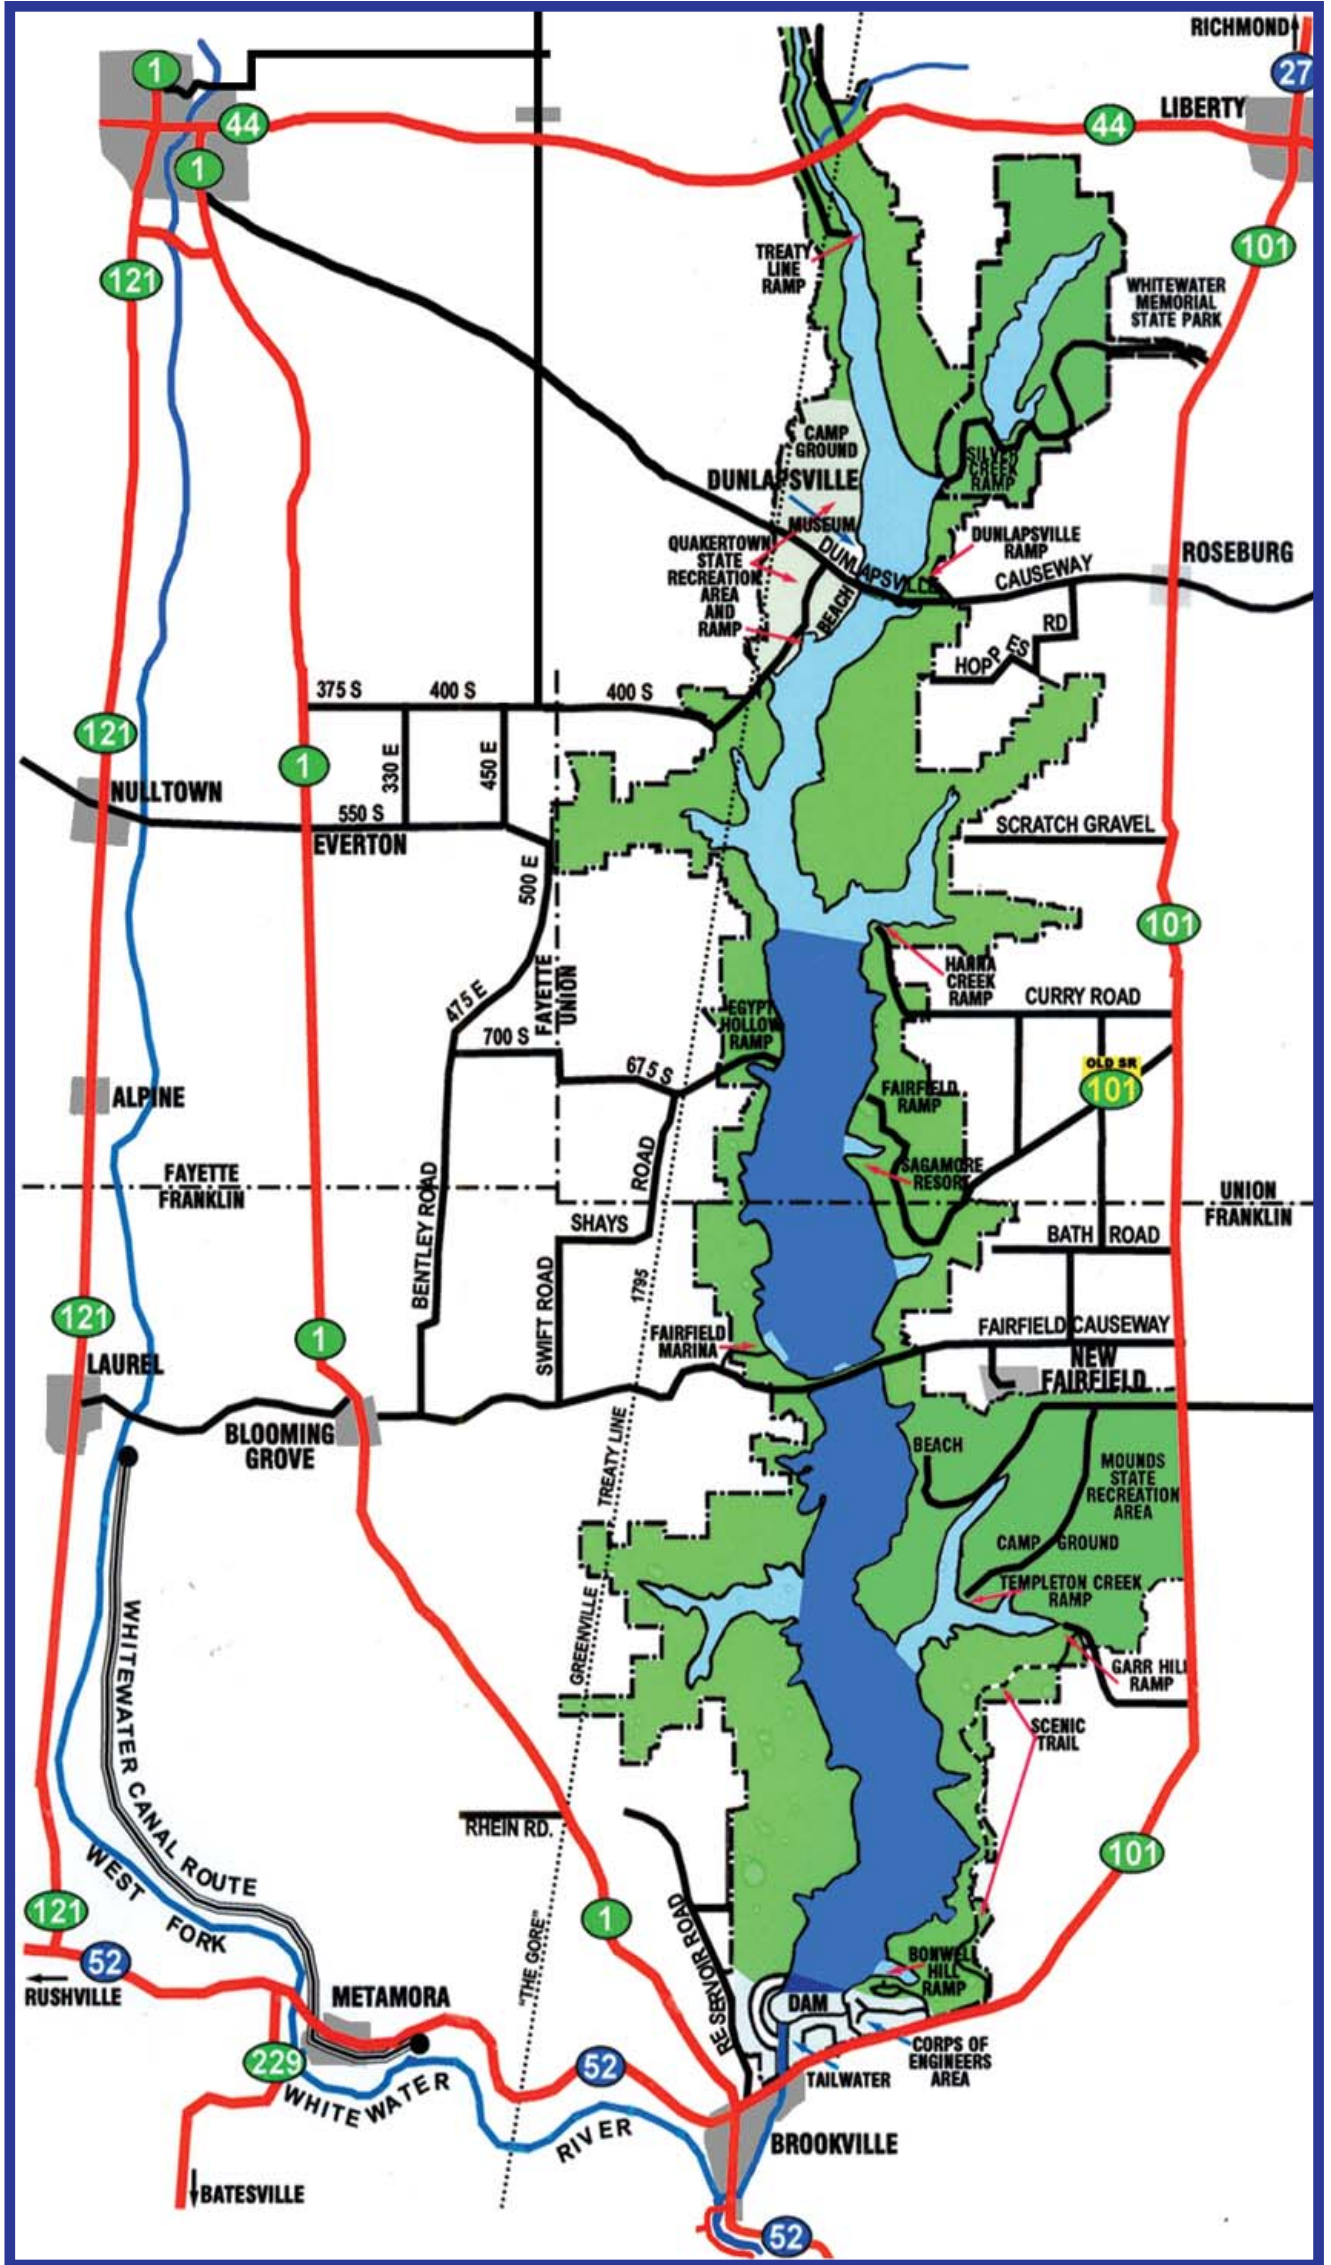 RICHMOND
1
27
LIBERTY
44
44
1
101
TREATY
LINE
RAMP
121
WHITEWATER
MEMORIAL
STATE PARK
CAMP
GROUND
SILVER
CREEK
RAMP
DUNLAPSVILLE
MUSEUM
QUAKERTOWN
STATE
RECREATION
AREA
AND
RAMP
DUNLAPSVILLE
CAUSEWAY
DUNLAPSVILLE
RAMP
ROSEBURG
BEACH
HOPPES
RD
375 S
400 S
400 S
121
1
330 E
450 E
NULLTOWN
550 S
EVERTON
SCRATCH GRAVEL
500 E
101
FAYETTE
UNION
HANNA
CREEK
RAMP
475 E
EGYPT
HOLLOW
RAMP
CURRY ROAD
700 S
675 S
OLD SR
101
ALPINE
FAIRFIELD
RAMP
FAYETTE
FRANKLIN
BENTLEY ROAD
ROAD
SHAYS
SAGAMORE
RESORT
UNION
FRANKLIN
BATH ROAD
SWIFT ROAD
1795
121
1
FAIRFIELD
MARINA
FAIRFIELD CAUSEWAY
LAUREL
NEW
FAIRFIELD
BLOOMING
GROVE
TREATY LINE
BEACH
MOUNDS
STATE
RECREATION
AREA
CAMP GROUND
TEMPLETON CREEK
RAMP
GREENVILLE
GARR HILL
RAMP
SCENIC
TRAIL
WHITEWATER CANAL ROUTE
RHEIN RD.
101
WEST
FORK
121
1
RESERVOIR ROAD
"THE GORE"
52
RUSHVILLE
BONWELL
HILL
RAMP
METAMORA
DAM
CORPS OF
ENGINEERS
AREA
229
52
TAILWATER
WHITEWATER
RIVER
BROOKVILLE
BATESVILLE
52